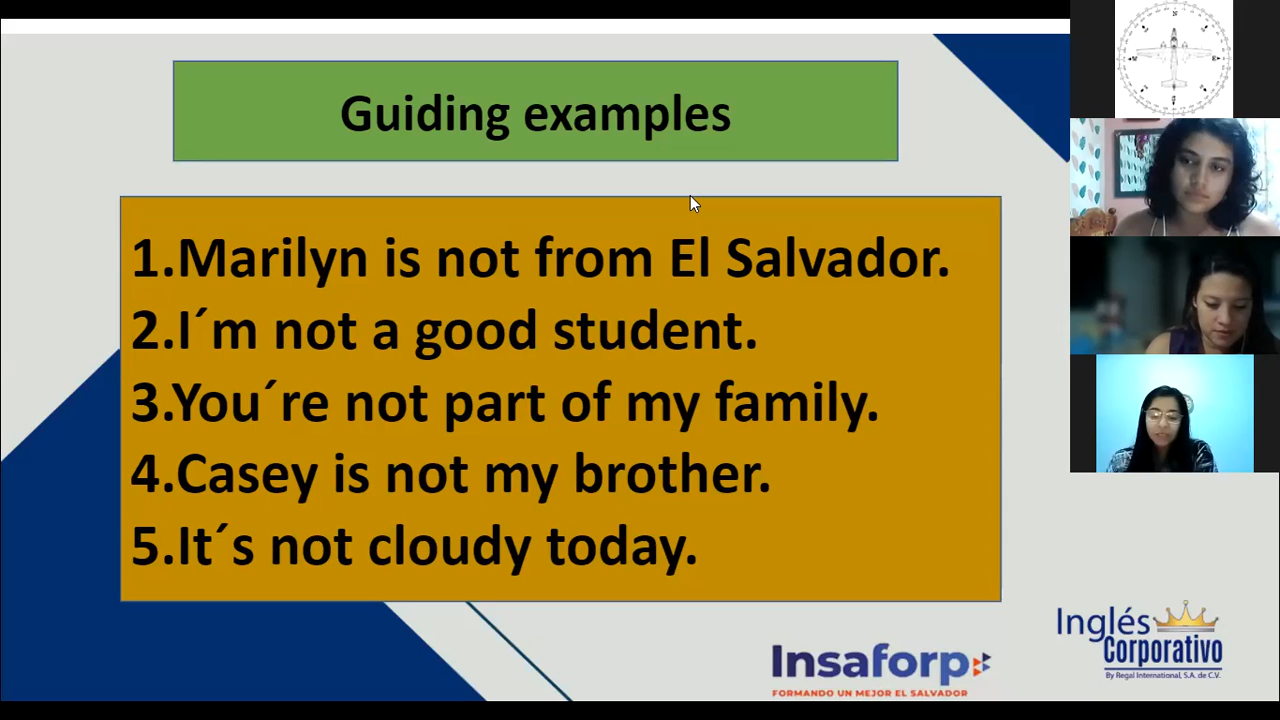 Guiding examples
1.Marilyn is not from El Salvador.
2.I´m not a good student.
3.You´re not part of my family.
4.Casey is not my brother.
5.It´s not cloudy today.
Insaforp
FORMANDO UN MEJOR EL SALVADOR
Inglés
Corporativo
By Regal International, S.A. de C.V.